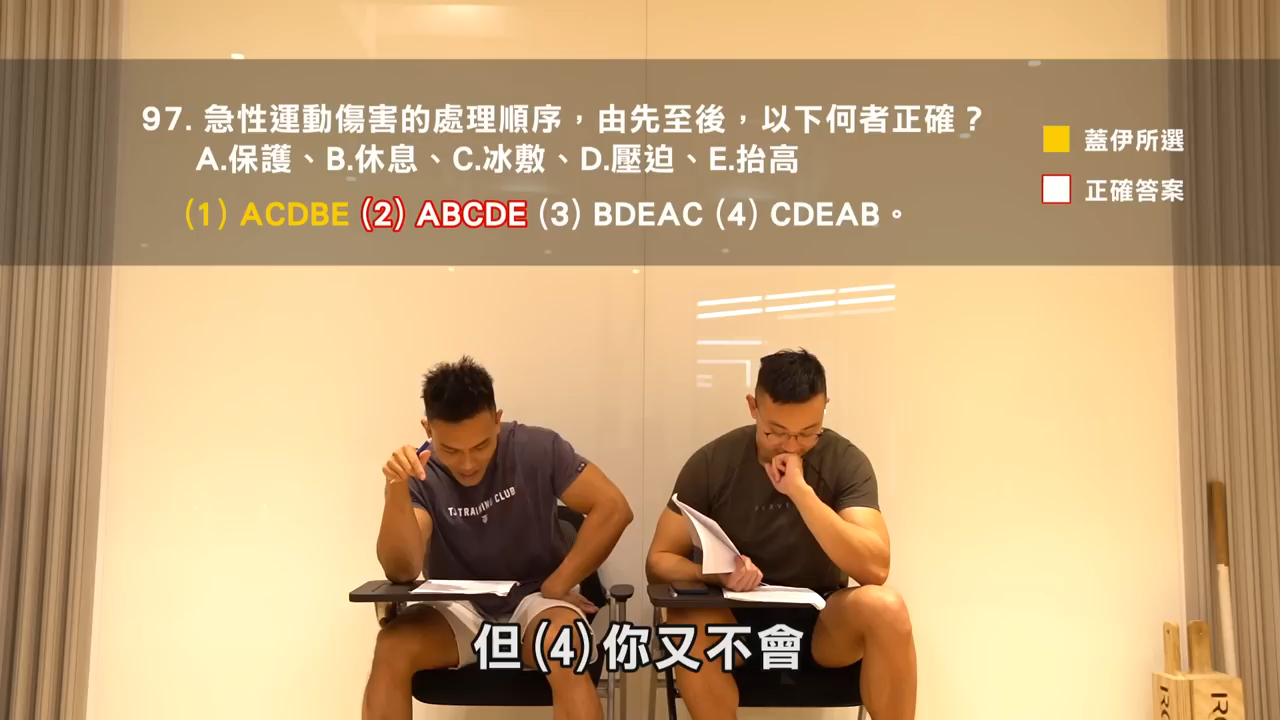 97. 急性運動傷害的處理順序，由先至後，以下何者正確？
A.保護、B.休息、C.冰敷、D.壓迫、E.抬高
(1) ACDBE (2) ABCDE (3) BDEAC (4) CDEAB。
蓋伊所選
正確答案
CLUB
但(4)你又不會